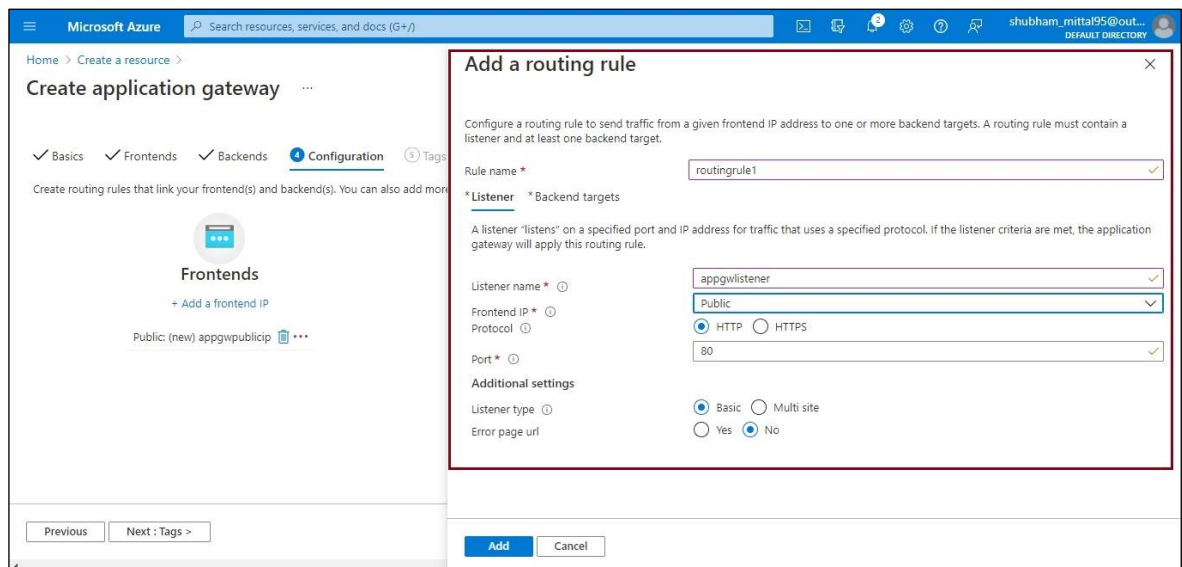 Microsoft Azure
Search resources, services, and docs (G+/)
2
shubham_mittal95@out...
DEFAULT DIRECTORY
Home > Create a resource >
Create application gateway ...
Basics Frontends Backends 4 Configuration 5 Tags
Create routing rules that link your frontend(s) and backend(s). You can also add more
Frontends
+ Add a frontend IP
Public: (new) appgwpublicip
Previous
Next : Tags >
Add a routing rule
Configure a routing rule to send traffic from a given frontend IP address to one or more backend targets. A routing rule must contain a
listener and at least one backend target.
Rule name * routingrule1
* Listener * Backend targets
A listener "listens" on a specified port and IP address for traffic that uses a specified protocol. If the listener criteria are met, the application
gateway will apply this routing rule.
Listener name * appgwlistener
Frontend IP * Public
Protocol HTTP HTTPS
Port * 80
Additional settings
Listener type Basic Multi site
Error page url Yes No
Add
Cancel